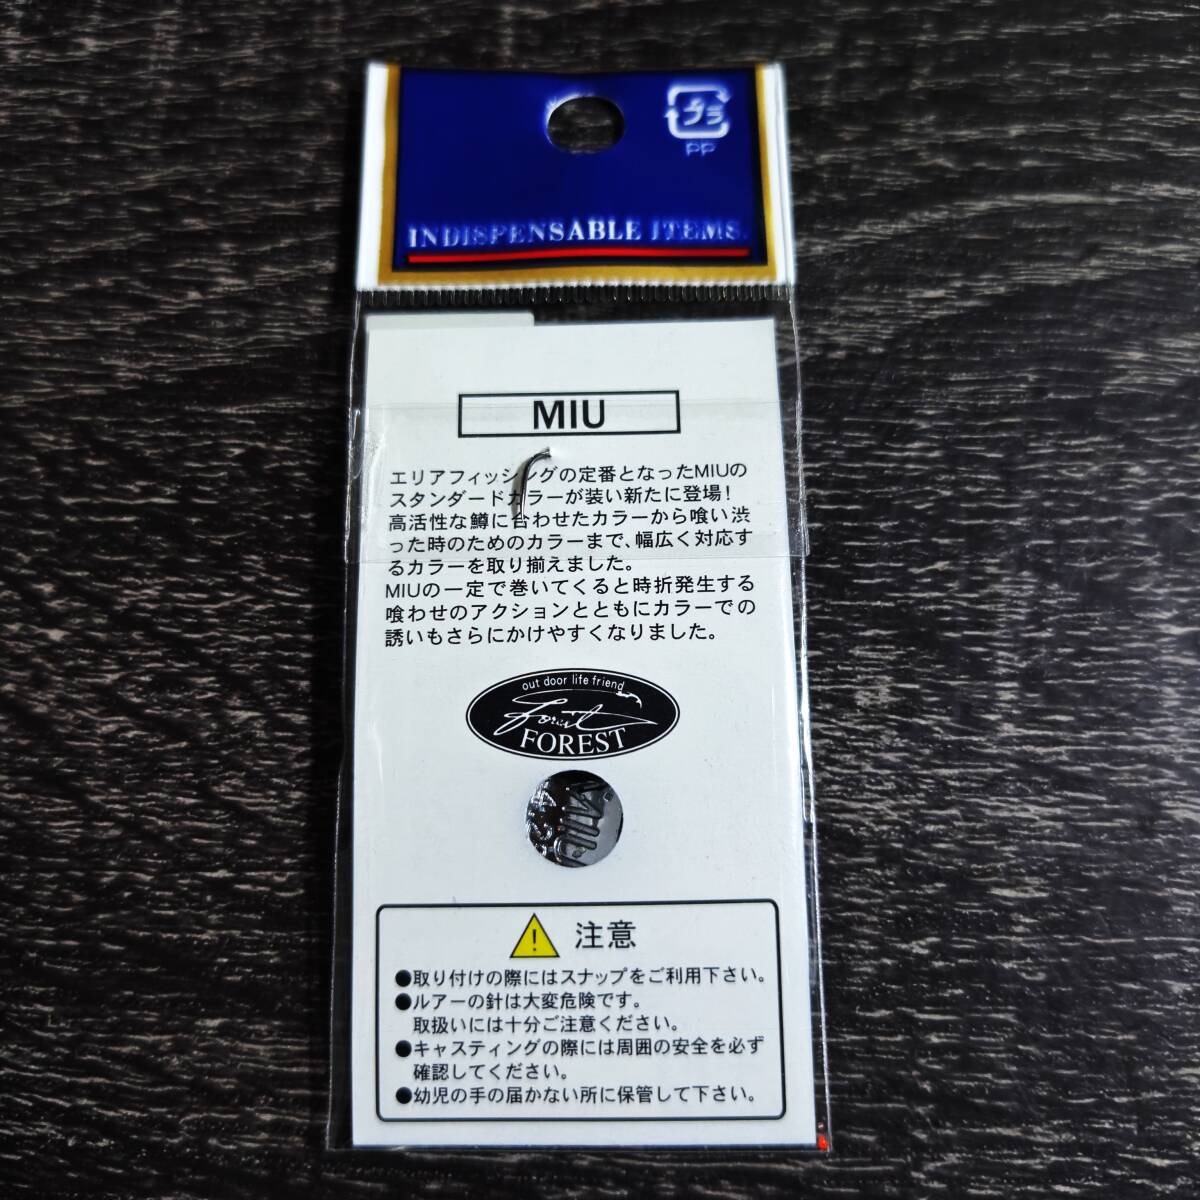 プラ
PP
INDISPENSABLE ITEMS.
MIU
エリアフィッシングの定番となったMIUの
スタンダードカラーが装い新たに登場！
高活性な鱒に合わせたカラーから喰い渋
った時のためのカラーまで、幅広く対応す
るカラーを取り揃えました。
MIUの一定で巻いてくると時折発生する
喰わせのアクションとともにカラーでの
誘いもさらにかけやすくなりました。
out door life friend
Forest
FOREST
MIU
注意
●取り付けの際にはスナップをご利用下さい。
●ルアーの針は大変危険です。
取扱いには十分ご注意ください。
●キャスティングの際には周囲の安全を必ず
確認してください。
●幼児の手の届かない所に保管して下さい。